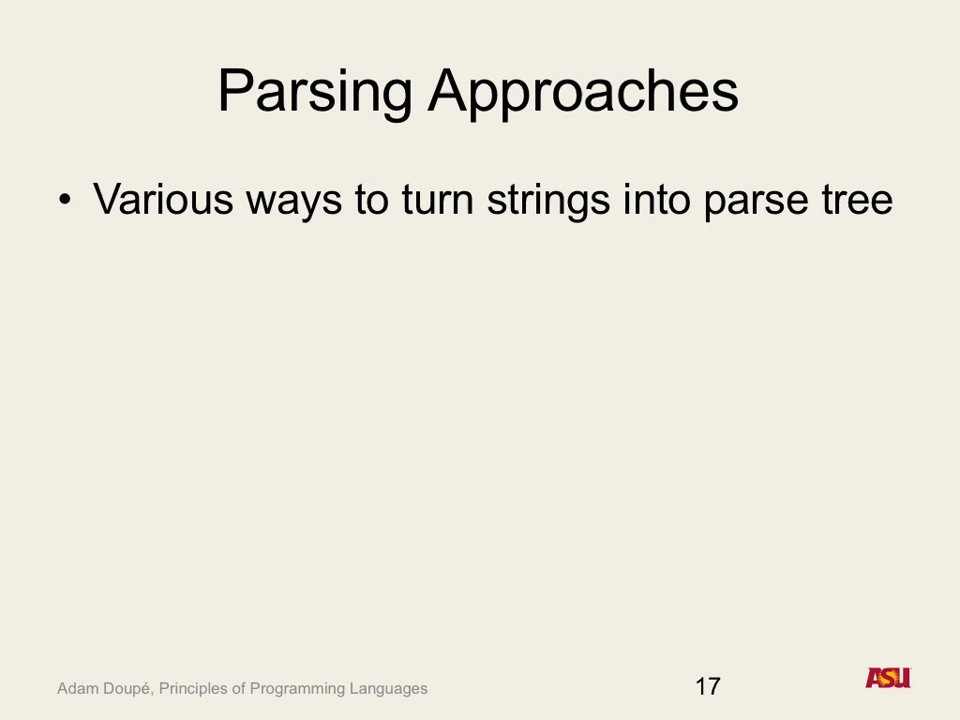 Parsing Approaches
• Various ways to turn strings into parse tree
Adam Doupé, Principles of Programming Languages
17
ASU